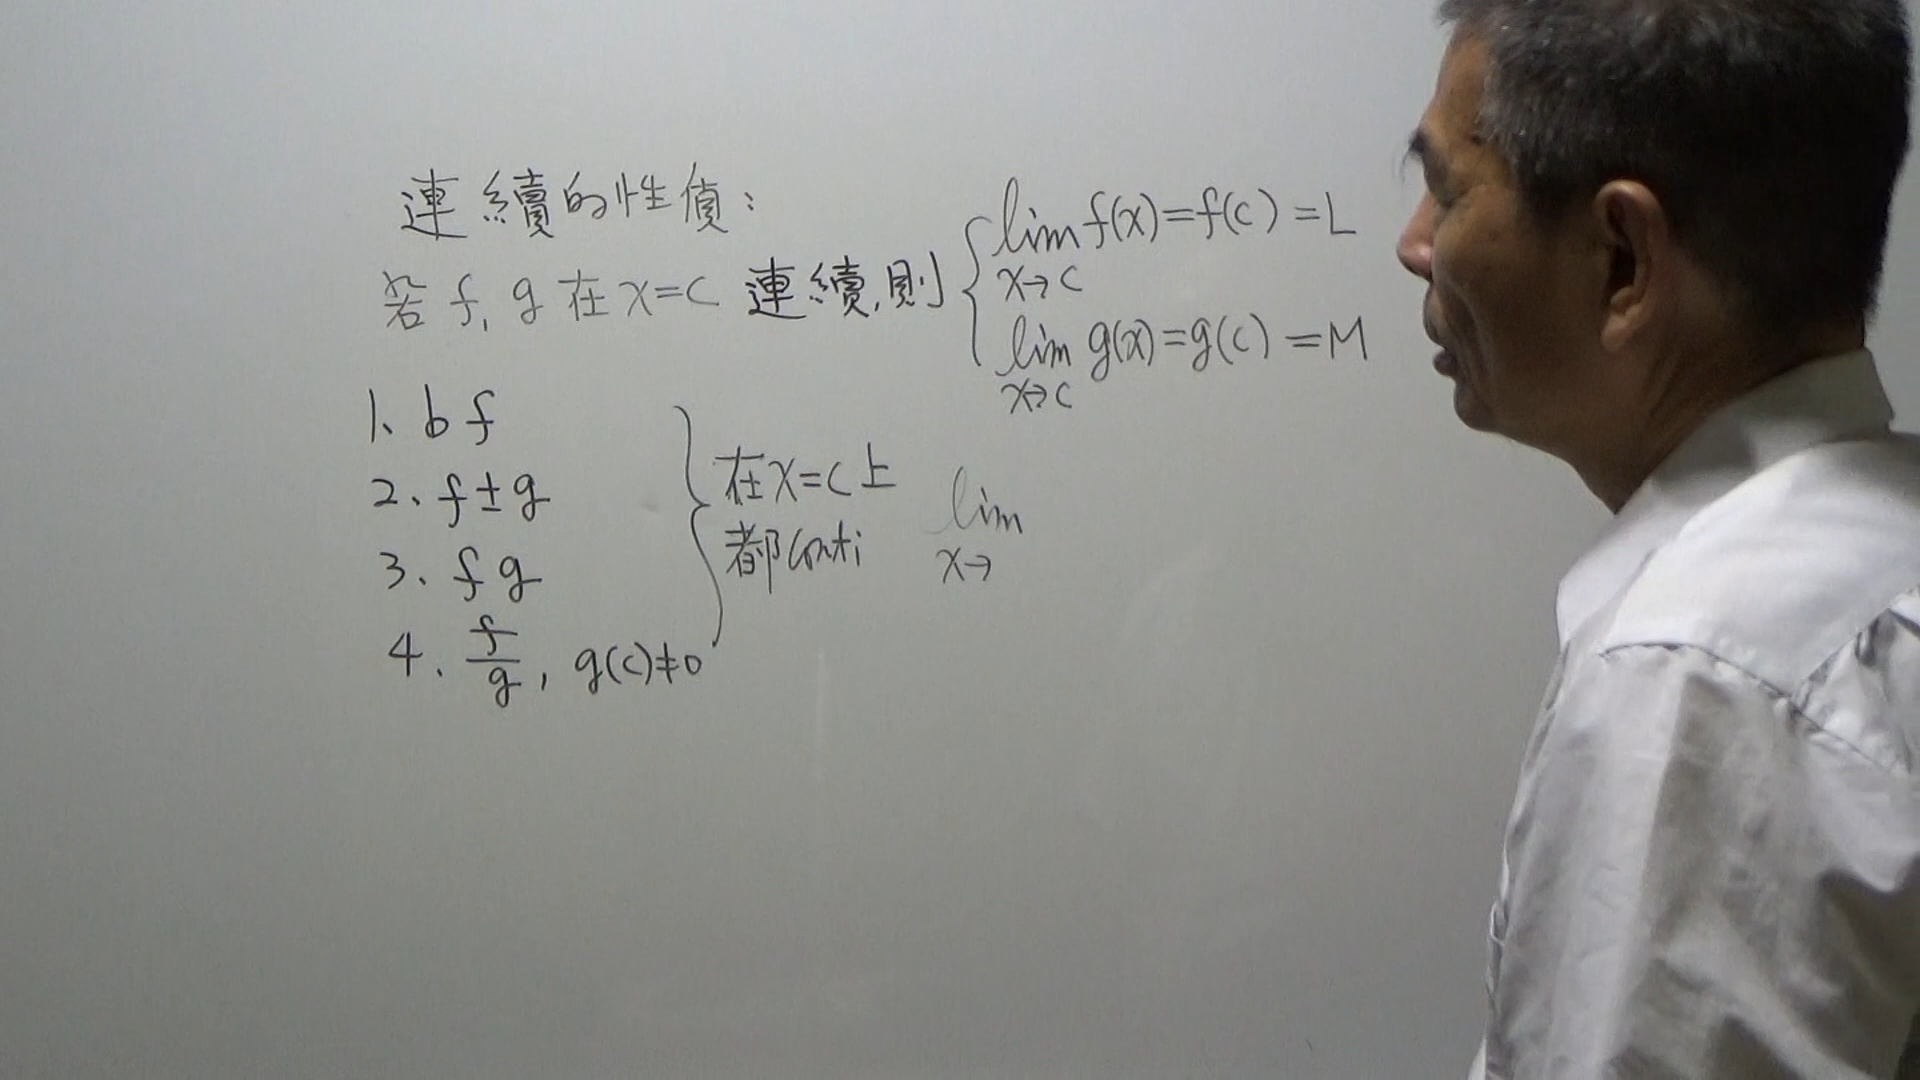 連續的性質：
若 f, g 在 x=c 連續, 則 { lim f(x)=f(c) =L
x→c
lim g(x)=g(c) =M
x→c
1、b f
2、f±g
3、f g
4、f/g , g(c)≠0
} 在x=c上
都conti
lim
x→